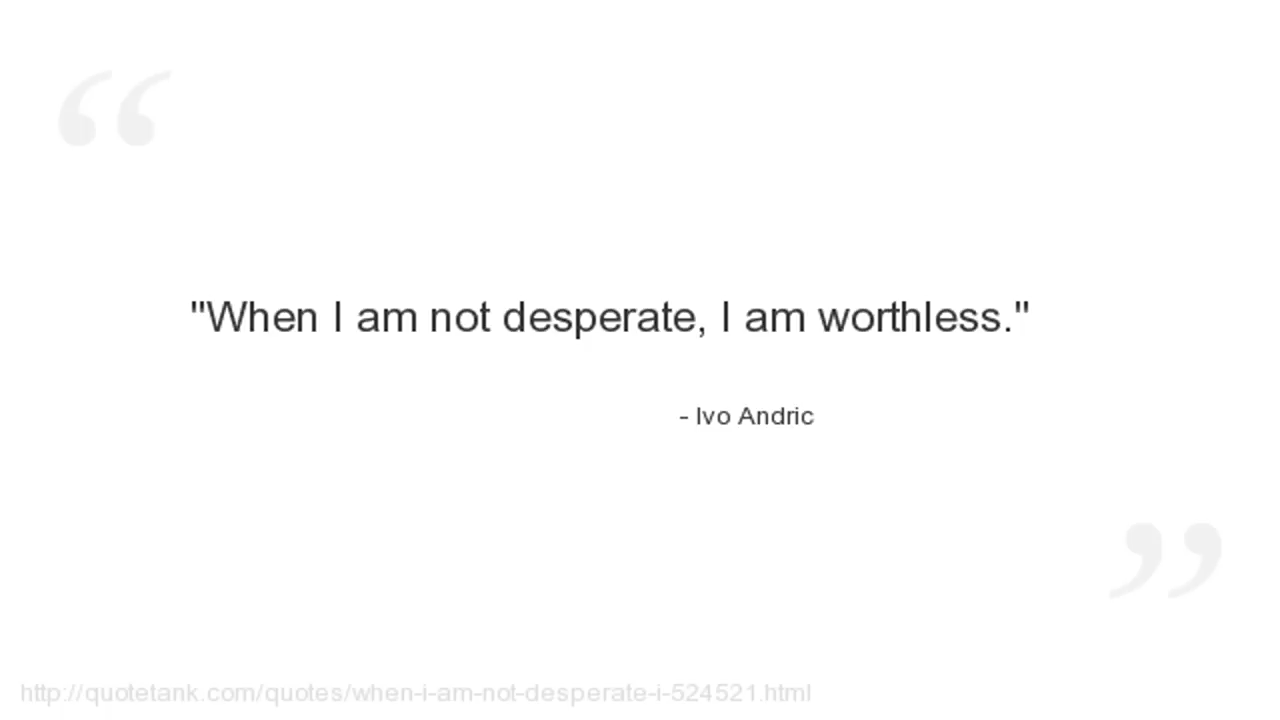 "When I am not desperate, I am worthless."
- Ivo Andric
http://quotetank.com/quotes/when-i-am-not-desperate-i-524521.html